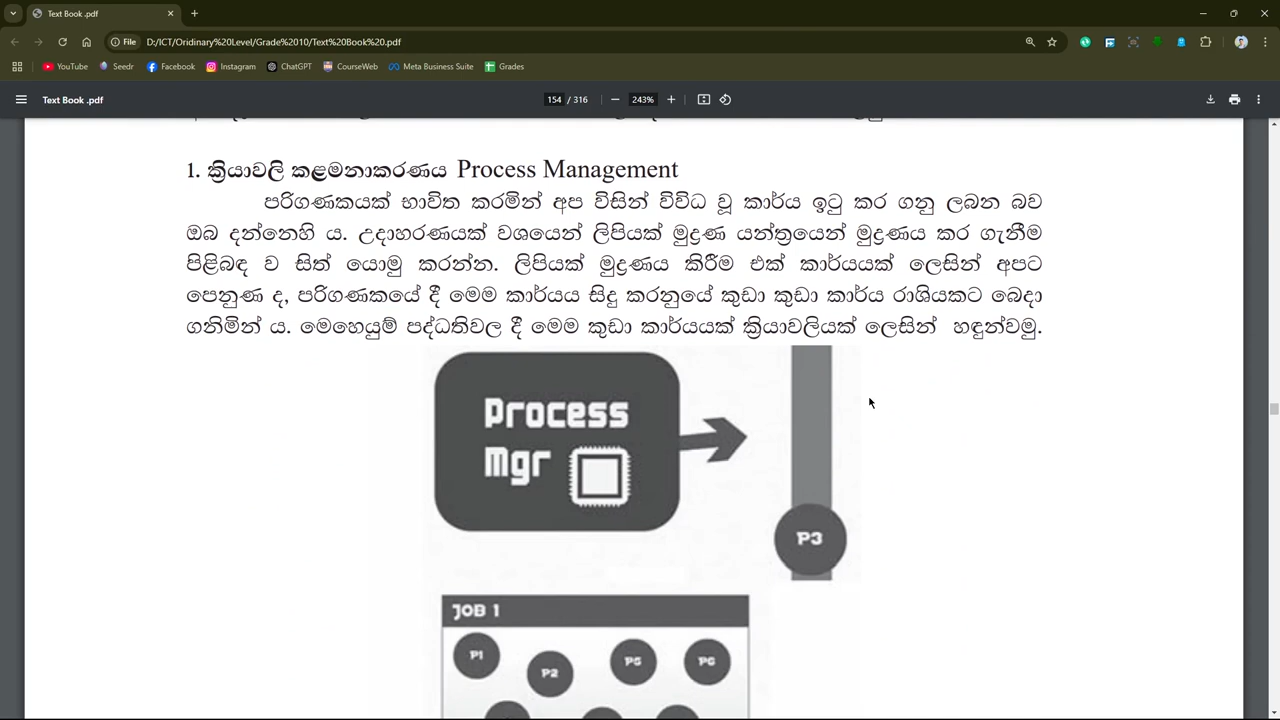 Text Book .pdf
File D:/ICT/Oridinary%20Level/Grade%2010/Text%20Book%20.pdf
YouTube Seedr Facebook Instagram ChatGPT CourseWeb Meta Business Suite Grades
Text Book .pdf 154 / 316 243%
1. ක්‍රියාවලි කළමනාකරණය Process Management
පරිගණකයක් භාවිත කරමින් අප විසින් විවිධ වූ කාර්ය ඉටු කර ගනු ලබන බව
ඔබ දන්නෙහි ය. උදාහරණයක් වශයෙන් ලිපියක් මුද්‍රණ යන්ත්‍රයෙන් මුද්‍රණය කර ගැනීම
පිළිබඳ ව සිත් යොමු කරන්න. ලිපියක් මුද්‍රණය කිරීම එක් කාර්යයක් ලෙසින් අපට
පෙනුණ ද, පරිගණකයේ දී මෙම කාර්යය සිදු කරනුයේ කුඩා කුඩා කාර්ය රාශියකට බෙදා
ගනිමින් ය. මෙහෙයුම් පද්ධතිවල දී මෙම කුඩා කාර්යයක් ක්‍රියාවලියක් ලෙසින් හඳුන්වමු.
Process
Mgr
P3
JOB 1
P1 P2 P5 P6